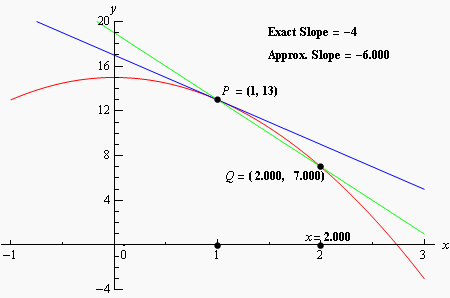 y
20
Exact Slope = −4
Approx. Slope = −6.000
16
P = (1, 13)
12
8
Q = (2.000, 7.000)
4
x = 2.000
x
−1 0 1 2 3
−4